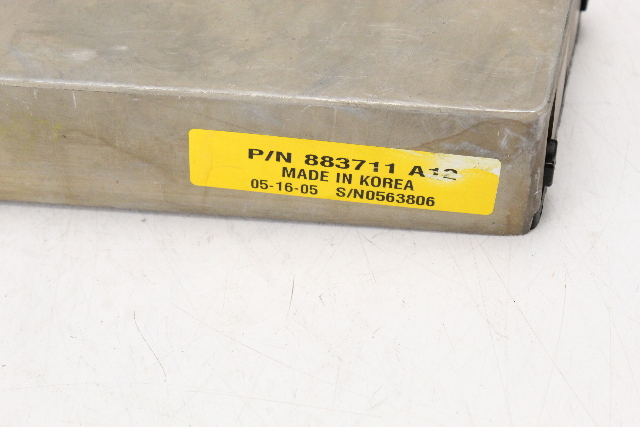 P/N 883711 A12
MADE IN KOREA
05-16-05 S/N0563806